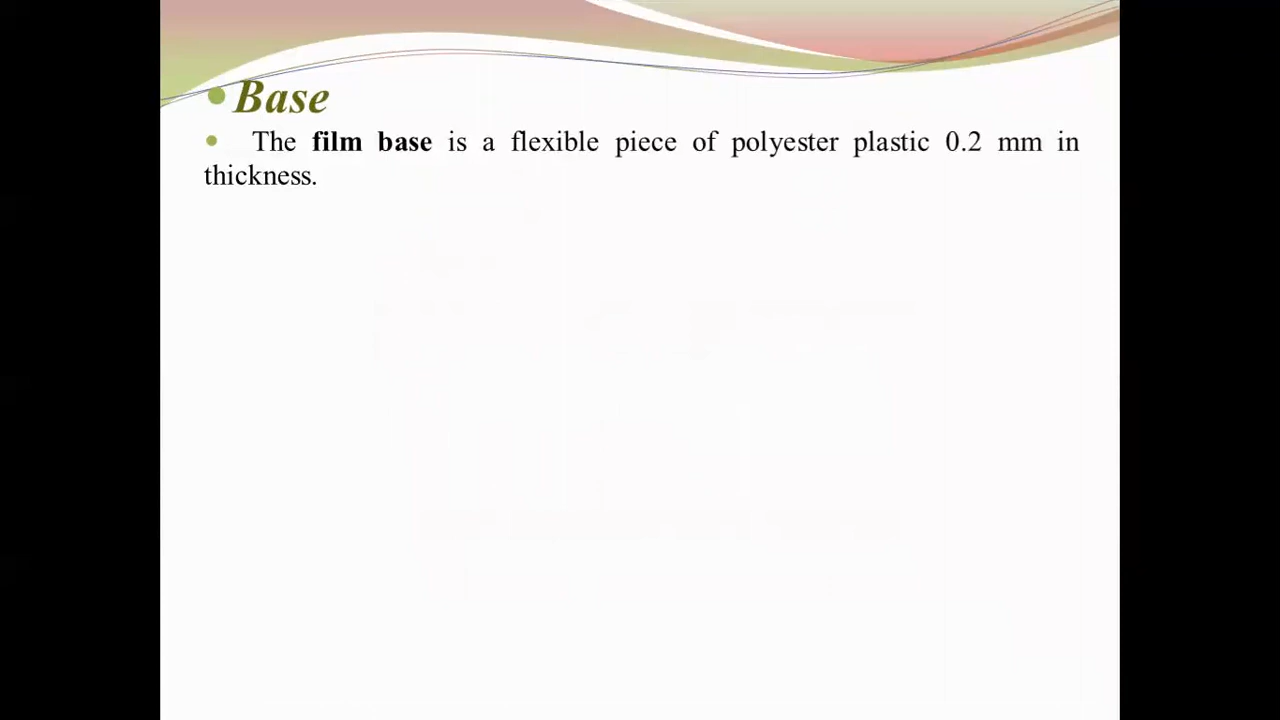 • Base
• The film base is a flexible piece of polyester plastic 0.2 mm in
thickness.